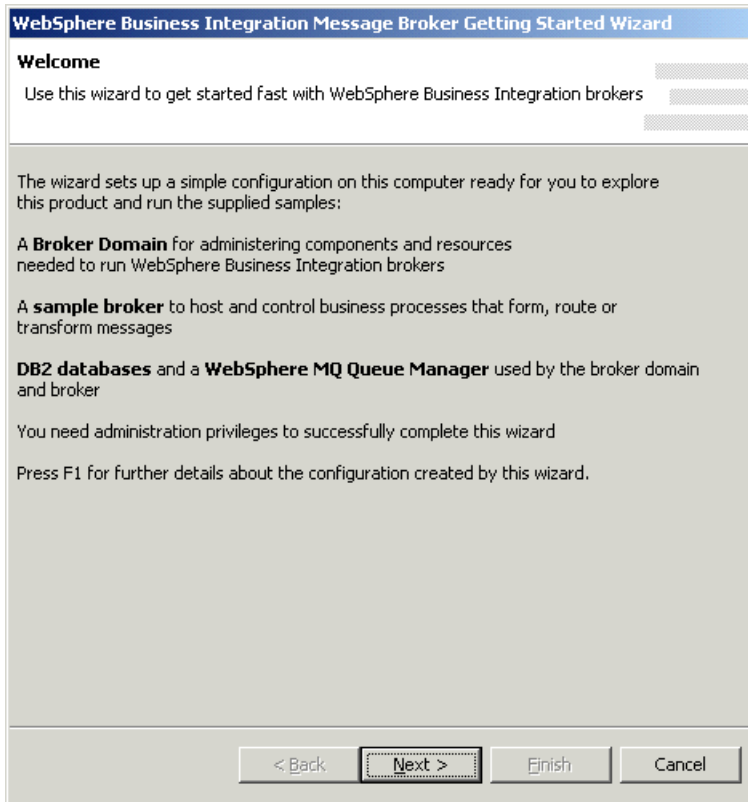 WebSphere Business Integration Message Broker Getting Started Wizard
Welcome
Use this wizard to get started fast with WebSphere Business Integration brokers
The wizard sets up a simple configuration on this computer ready for you to explore
this product and run the supplied samples:
A Broker Domain for administering components and resources
needed to run WebSphere Business Integration brokers
A sample broker to host and control business processes that form, route or
transform messages
DB2 databases and a WebSphere MQ Queue Manager used by the broker domain
and broker
You need administration privileges to successfully complete this wizard
Press F1 for further details about the configuration created by this wizard.
< Back Next > Finish Cancel